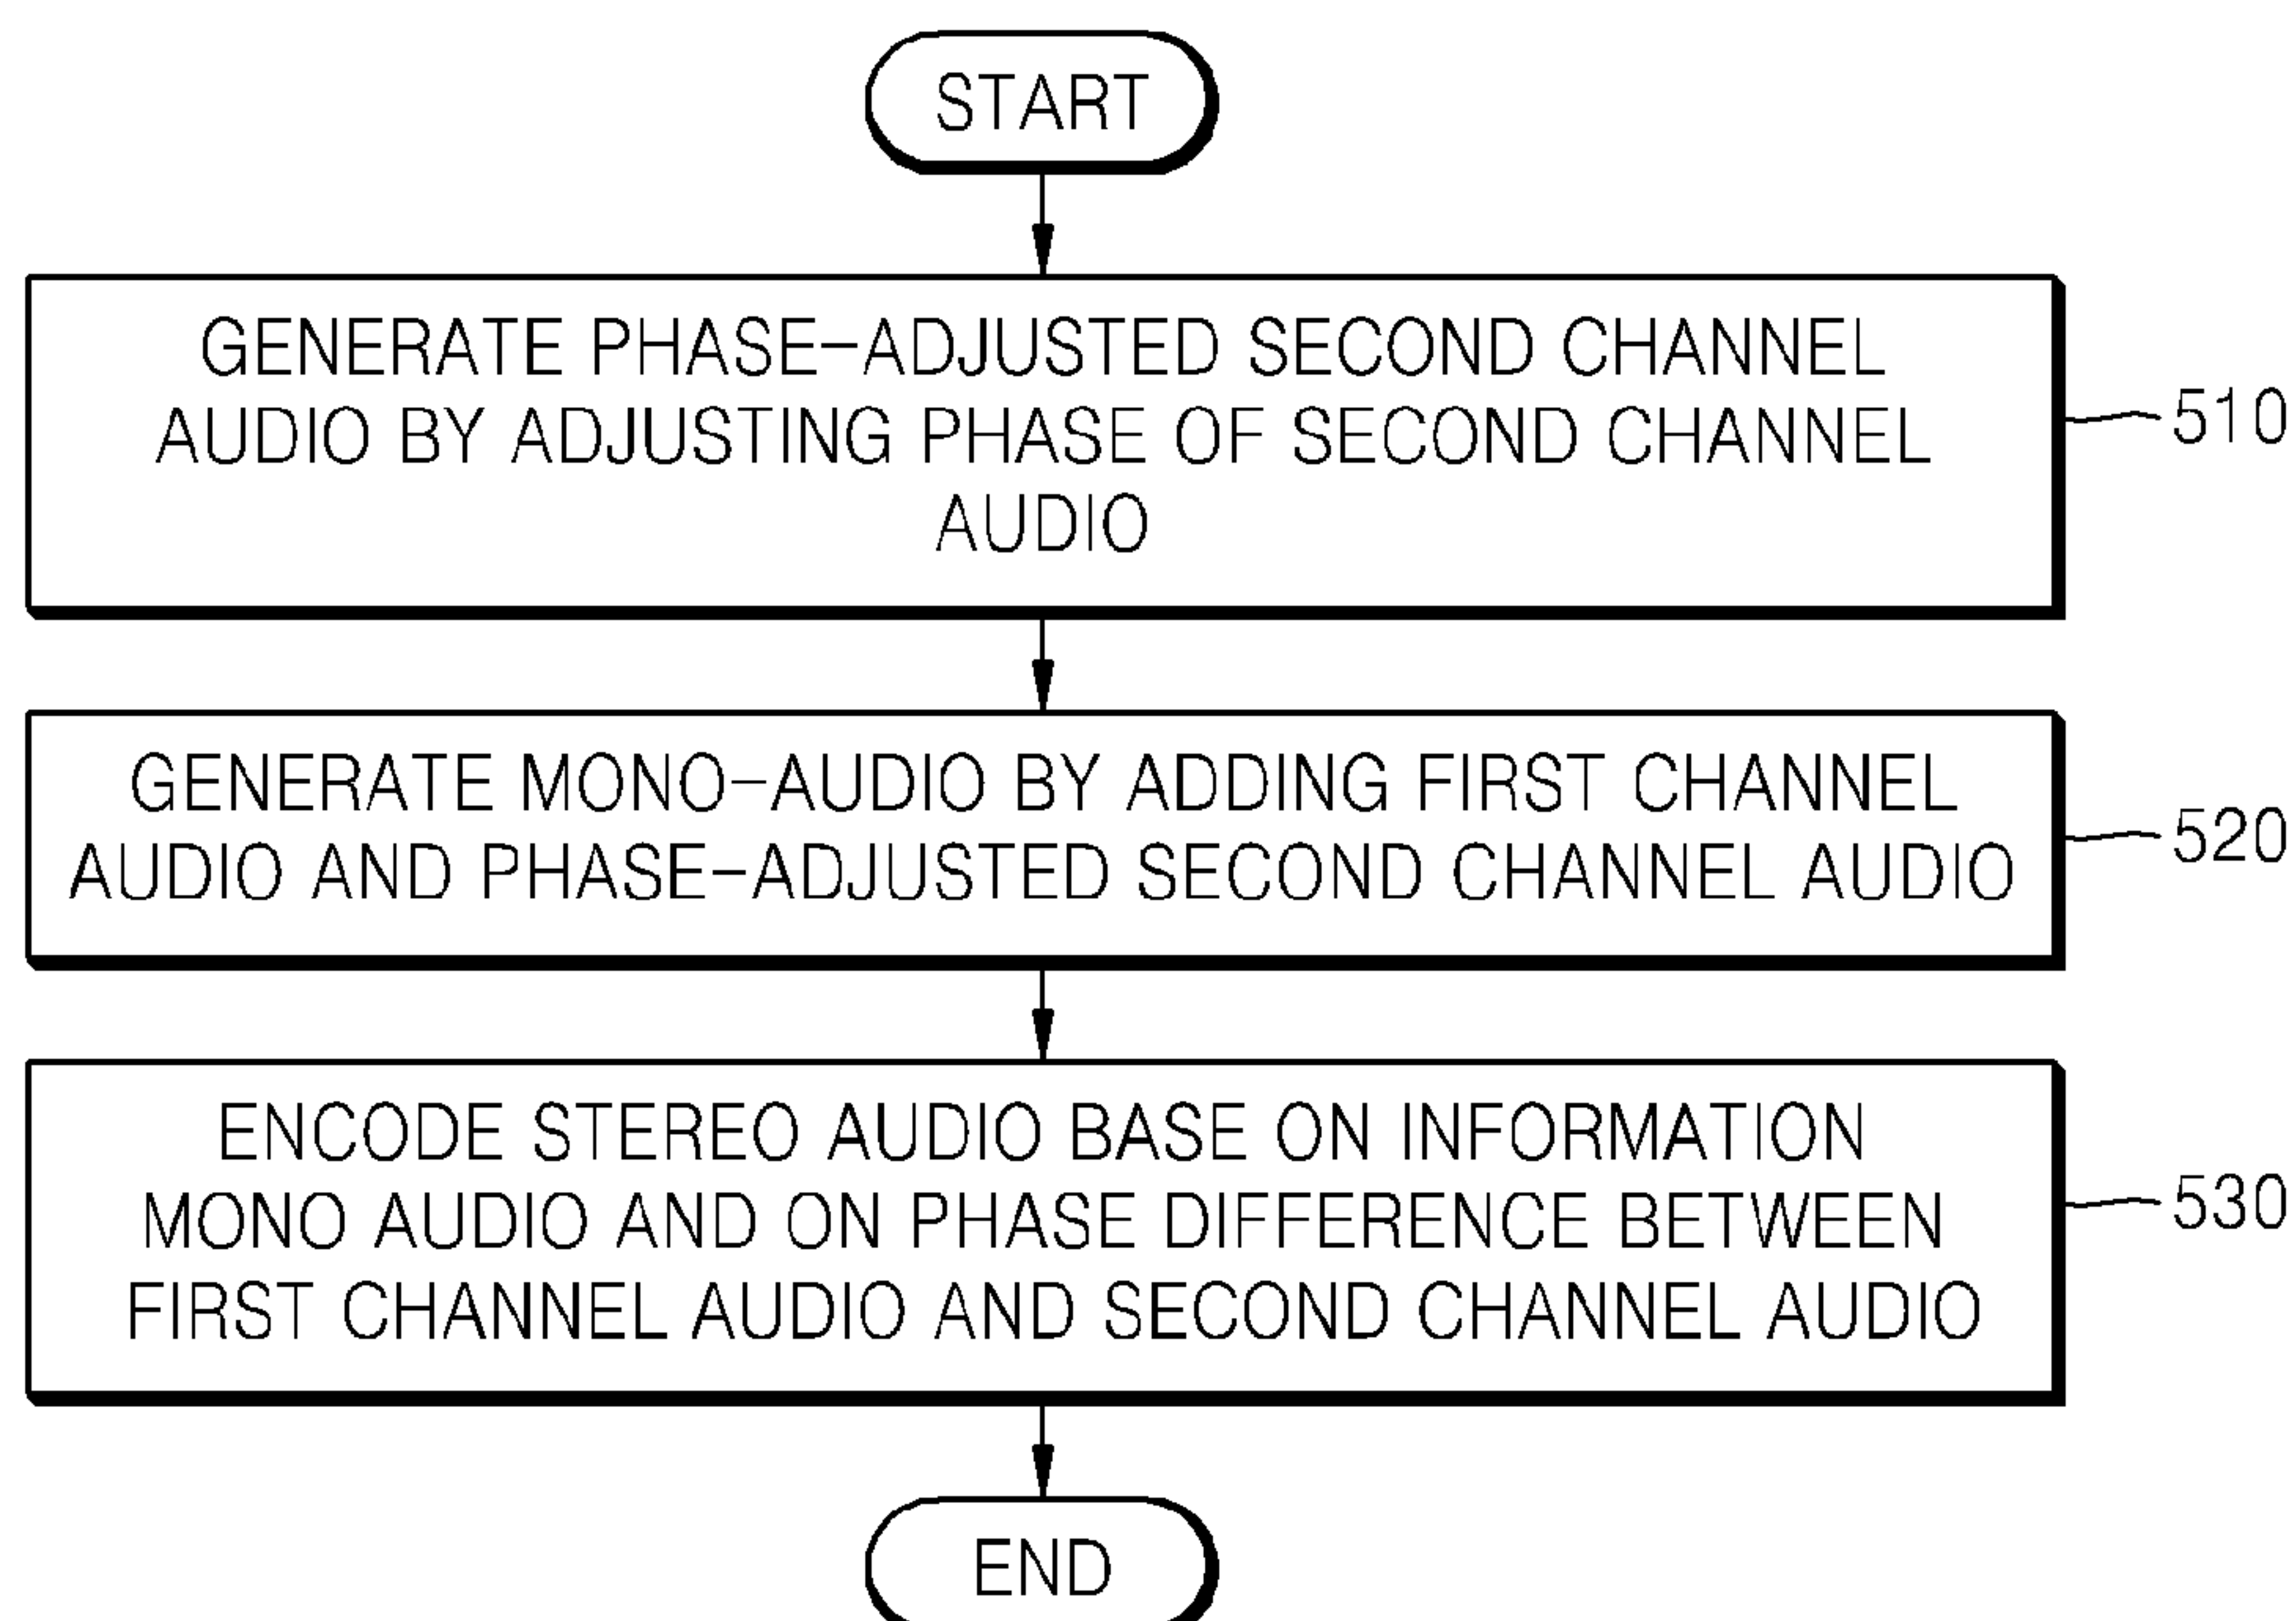 START
GENERATE PHASE-ADJUSTED SECOND CHANNEL
AUDIO BY ADJUSTING PHASE OF SECOND CHANNEL
AUDIO
510
GENERATE MONO-AUDIO BY ADDING FIRST CHANNEL
AUDIO AND PHASE-ADJUSTED SECOND CHANNEL AUDIO
520
ENCODE STEREO AUDIO BASE ON INFORMATION
MONO AUDIO AND ON PHASE DIFFERENCE BETWEEN
FIRST CHANNEL AUDIO AND SECOND CHANNEL AUDIO
530
END